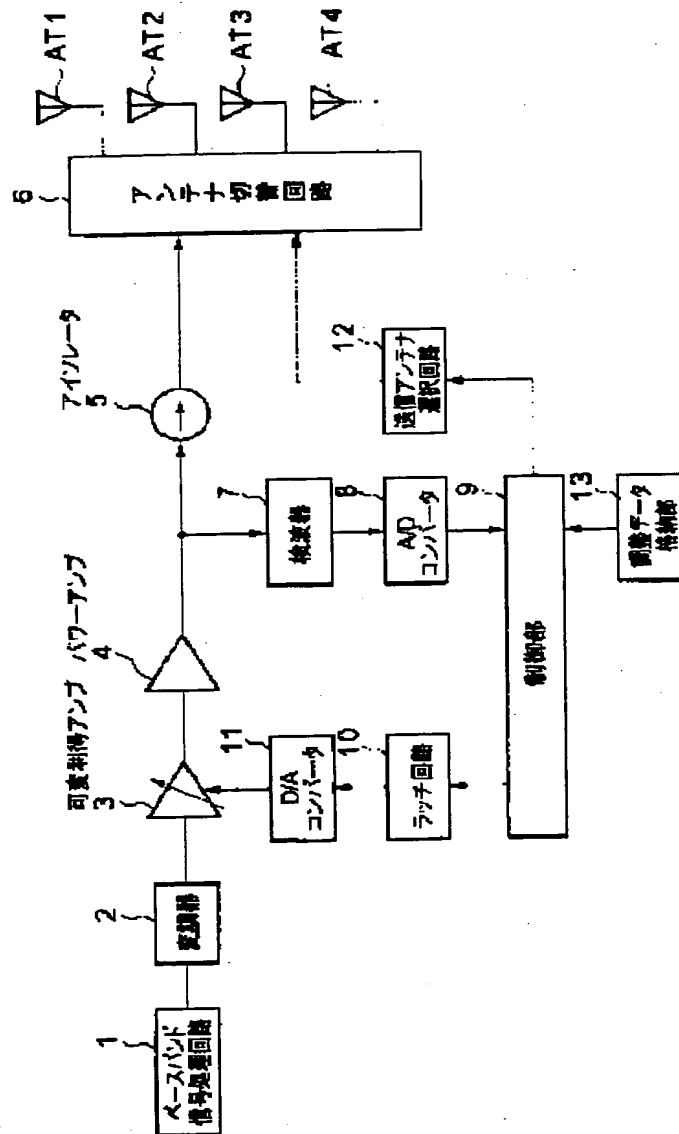 1
ベースバンド
信号処理回路
2
変調器
可変利得アンプ
3
パワーアンプ
4
アイソレータ
5
6
アンテナ切替回路
AT1
AT2
AT3
AT4
7
検波器
8
A/D
コンバータ
9
制御部
10
ラッチ回路
11
D/A
コンバータ
12
送信アンテナ
選択回路
13
調整データ
格納部